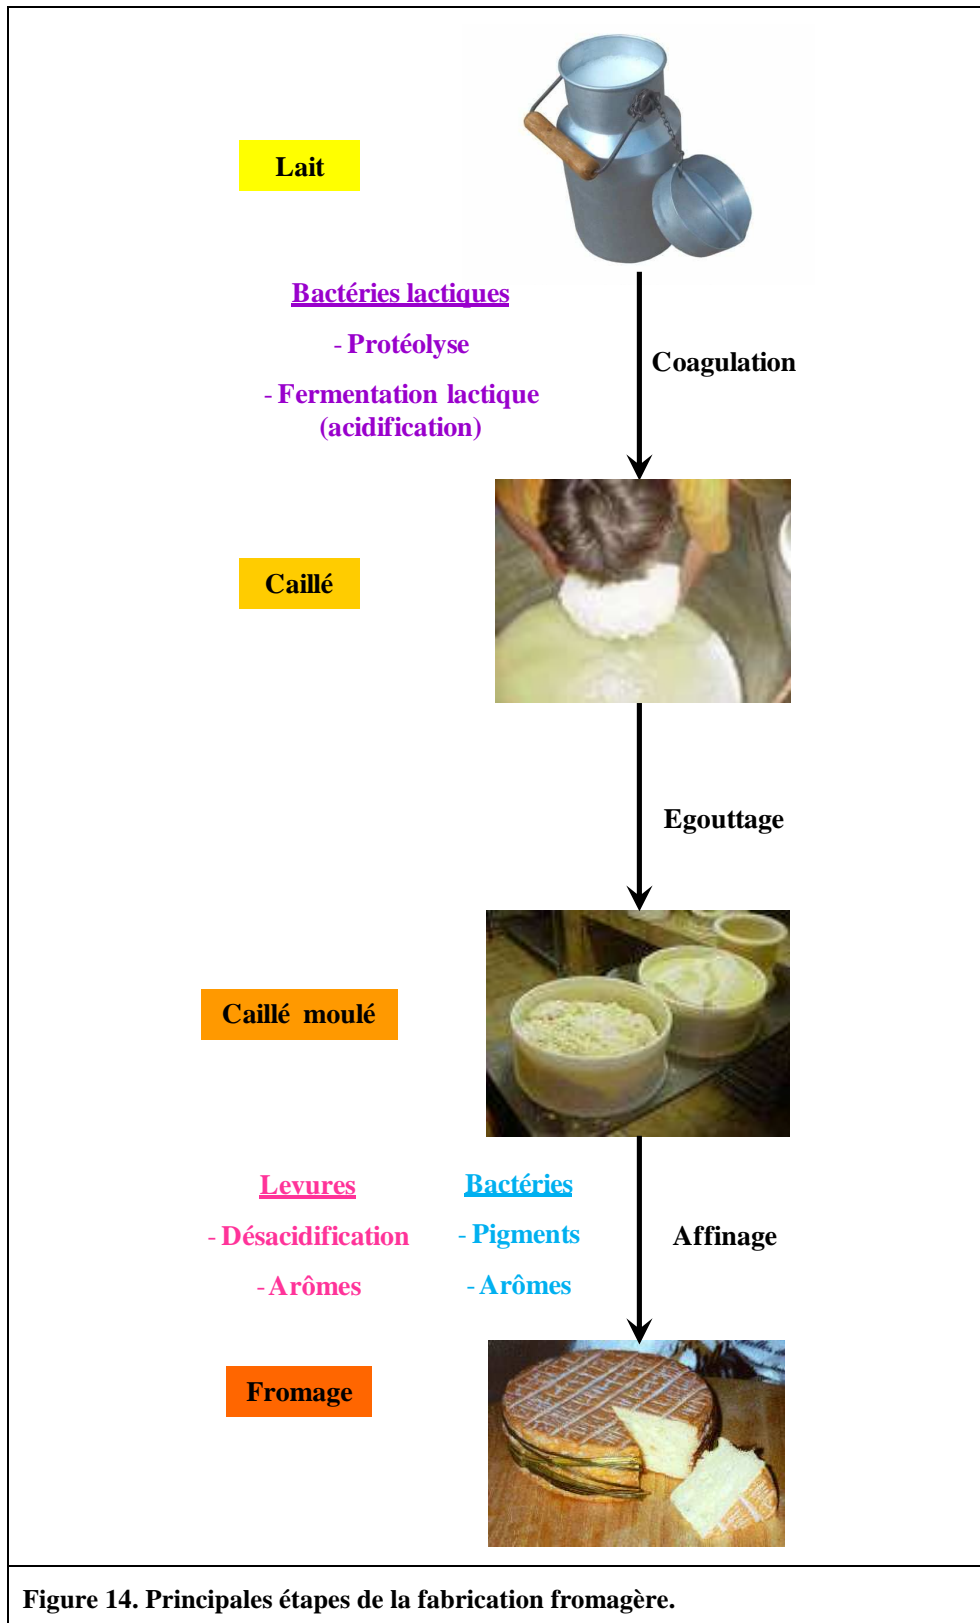 Lait
Bactéries lactiques
- Protéolyse
- Fermentation lactique
(acidification)
Coagulation
Caillé
Egouttage
Caillé moulé
Levures
- Désacidification
- Arômes
Bactéries
- Pigments
- Arômes
Affinage
Fromage
Figure 14. Principales étapes de la fabrication fromagère.